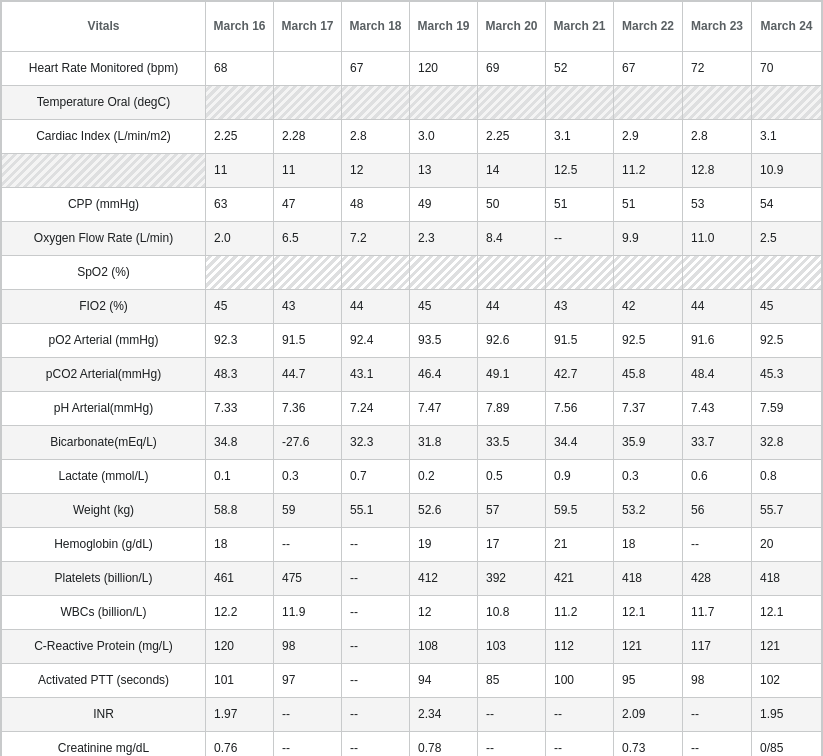 Vitals March 16 March 17 March 18 March 19 March 20 March 21 March 22 March 23 March 24
Heart Rate Monitored (bpm) 68 67 120 69 52 67 72 70
Temperature Oral (degC)
Cardiac Index (L/min/m2) 2.25 2.28 2.8 3.0 2.25 3.1 2.9 2.8 3.1
11 11 12 13 14 12.5 11.2 12.8 10.9
CPP (mmHg) 63 47 48 49 50 51 51 53 54
Oxygen Flow Rate (L/min) 2.0 6.5 7.2 2.3 8.4 -- 9.9 11.0 2.5
SpO2 (%)
FIO2 (%) 45 43 44 45 44 43 42 44 45
pO2 Arterial (mmHg) 92.3 91.5 92.4 93.5 92.6 91.5 92.5 91.6 92.5
pCO2 Arterial(mmHg) 48.3 44.7 43.1 46.4 49.1 42.7 45.8 48.4 45.3
pH Arterial(mmHg) 7.33 7.36 7.24 7.47 7.89 7.56 7.37 7.43 7.59
Bicarbonate(mEq/L) 34.8 -27.6 32.3 31.8 33.5 34.4 35.9 33.7 32.8
Lactate (mmol/L) 0.1 0.3 0.7 0.2 0.5 0.9 0.3 0.6 0.8
Weight (kg) 58.8 59 55.1 52.6 57 59.5 53.2 56 55.7
Hemoglobin (g/dL) 18 -- -- 19 17 21 18 -- 20
Platelets (billion/L) 461 475 -- 412 392 421 418 428 418
WBCs (billion/L) 12.2 11.9 -- 12 10.8 11.2 12.1 11.7 12.1
C-Reactive Protein (mg/L) 120 98 -- 108 103 112 121 117 121
Activated PTT (seconds) 101 97 -- 94 85 100 95 98 102
INR 1.97 -- -- 2.34 -- -- 2.09 -- 1.95
Creatinine mg/dL 0.76 -- -- 0.78 -- -- 0.73 -- 0/85